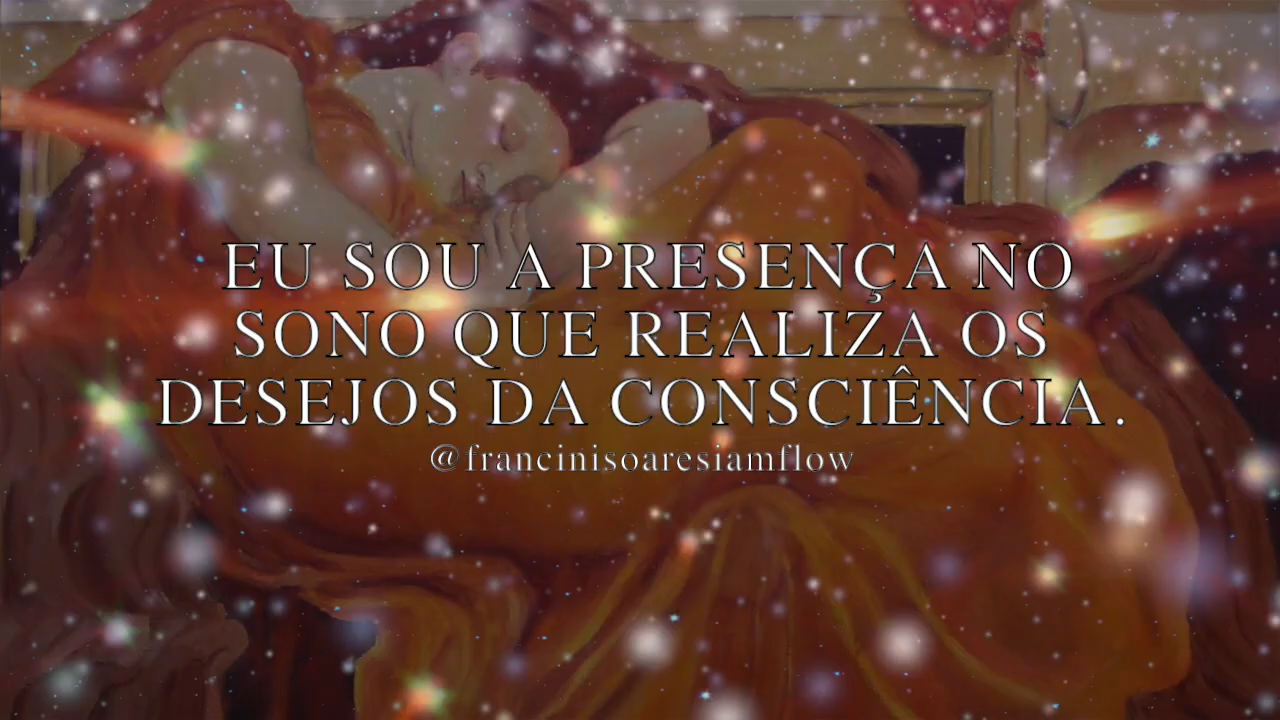 EU SOU A PRESENÇA NO
SONO QUE REALIZA OS
DESEJOS DA CONSCIÊNCIA.
@francinisoaresiamflow